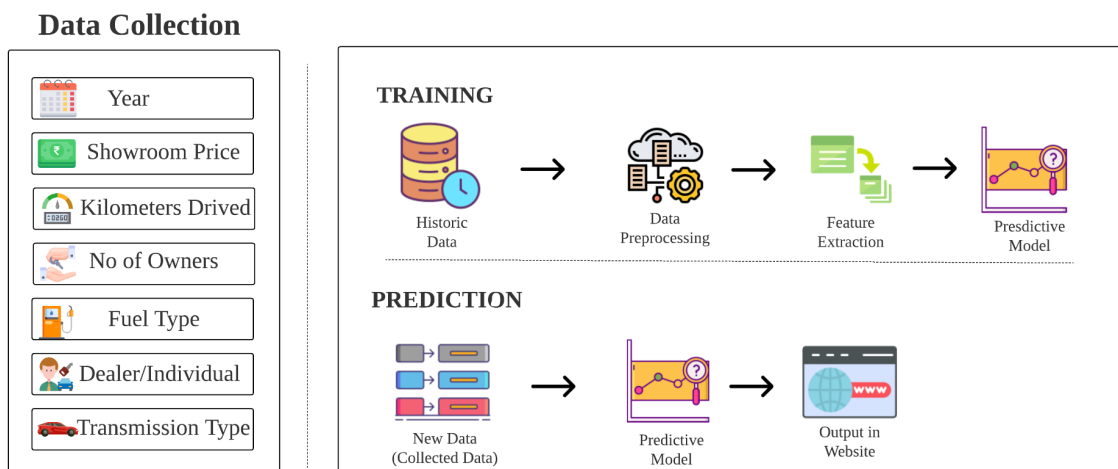 Data Collection
Year
Showroom Price
Kilometers Drived
No of Owners
Fuel Type
Dealer/Individual
Transmission Type
TRAINING
Historic
Data
Data
Preprocessing
Feature
Extraction
Presdictive
Model
PREDICTION
New Data
(Collected Data)
Predictive
Model
www
Output in
Website